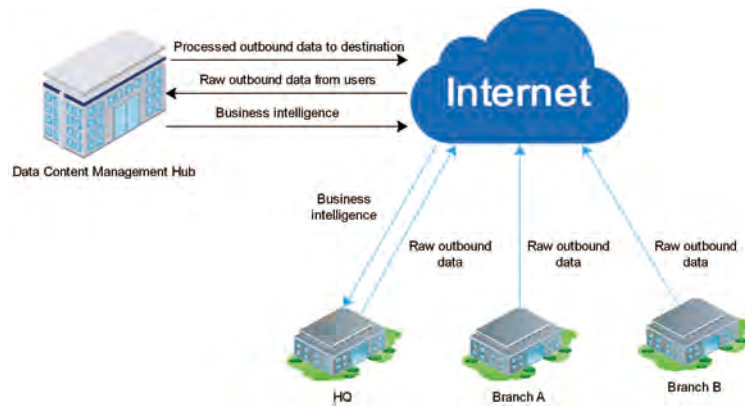 Processed outbound data to destination
Raw outbound data from users
Internet
Business intelligence
Data Content Management Hub
Business
intelligence
Raw outbound
data
Raw outbound
data
Raw outbound
data
HQ
Branch A
Branch B